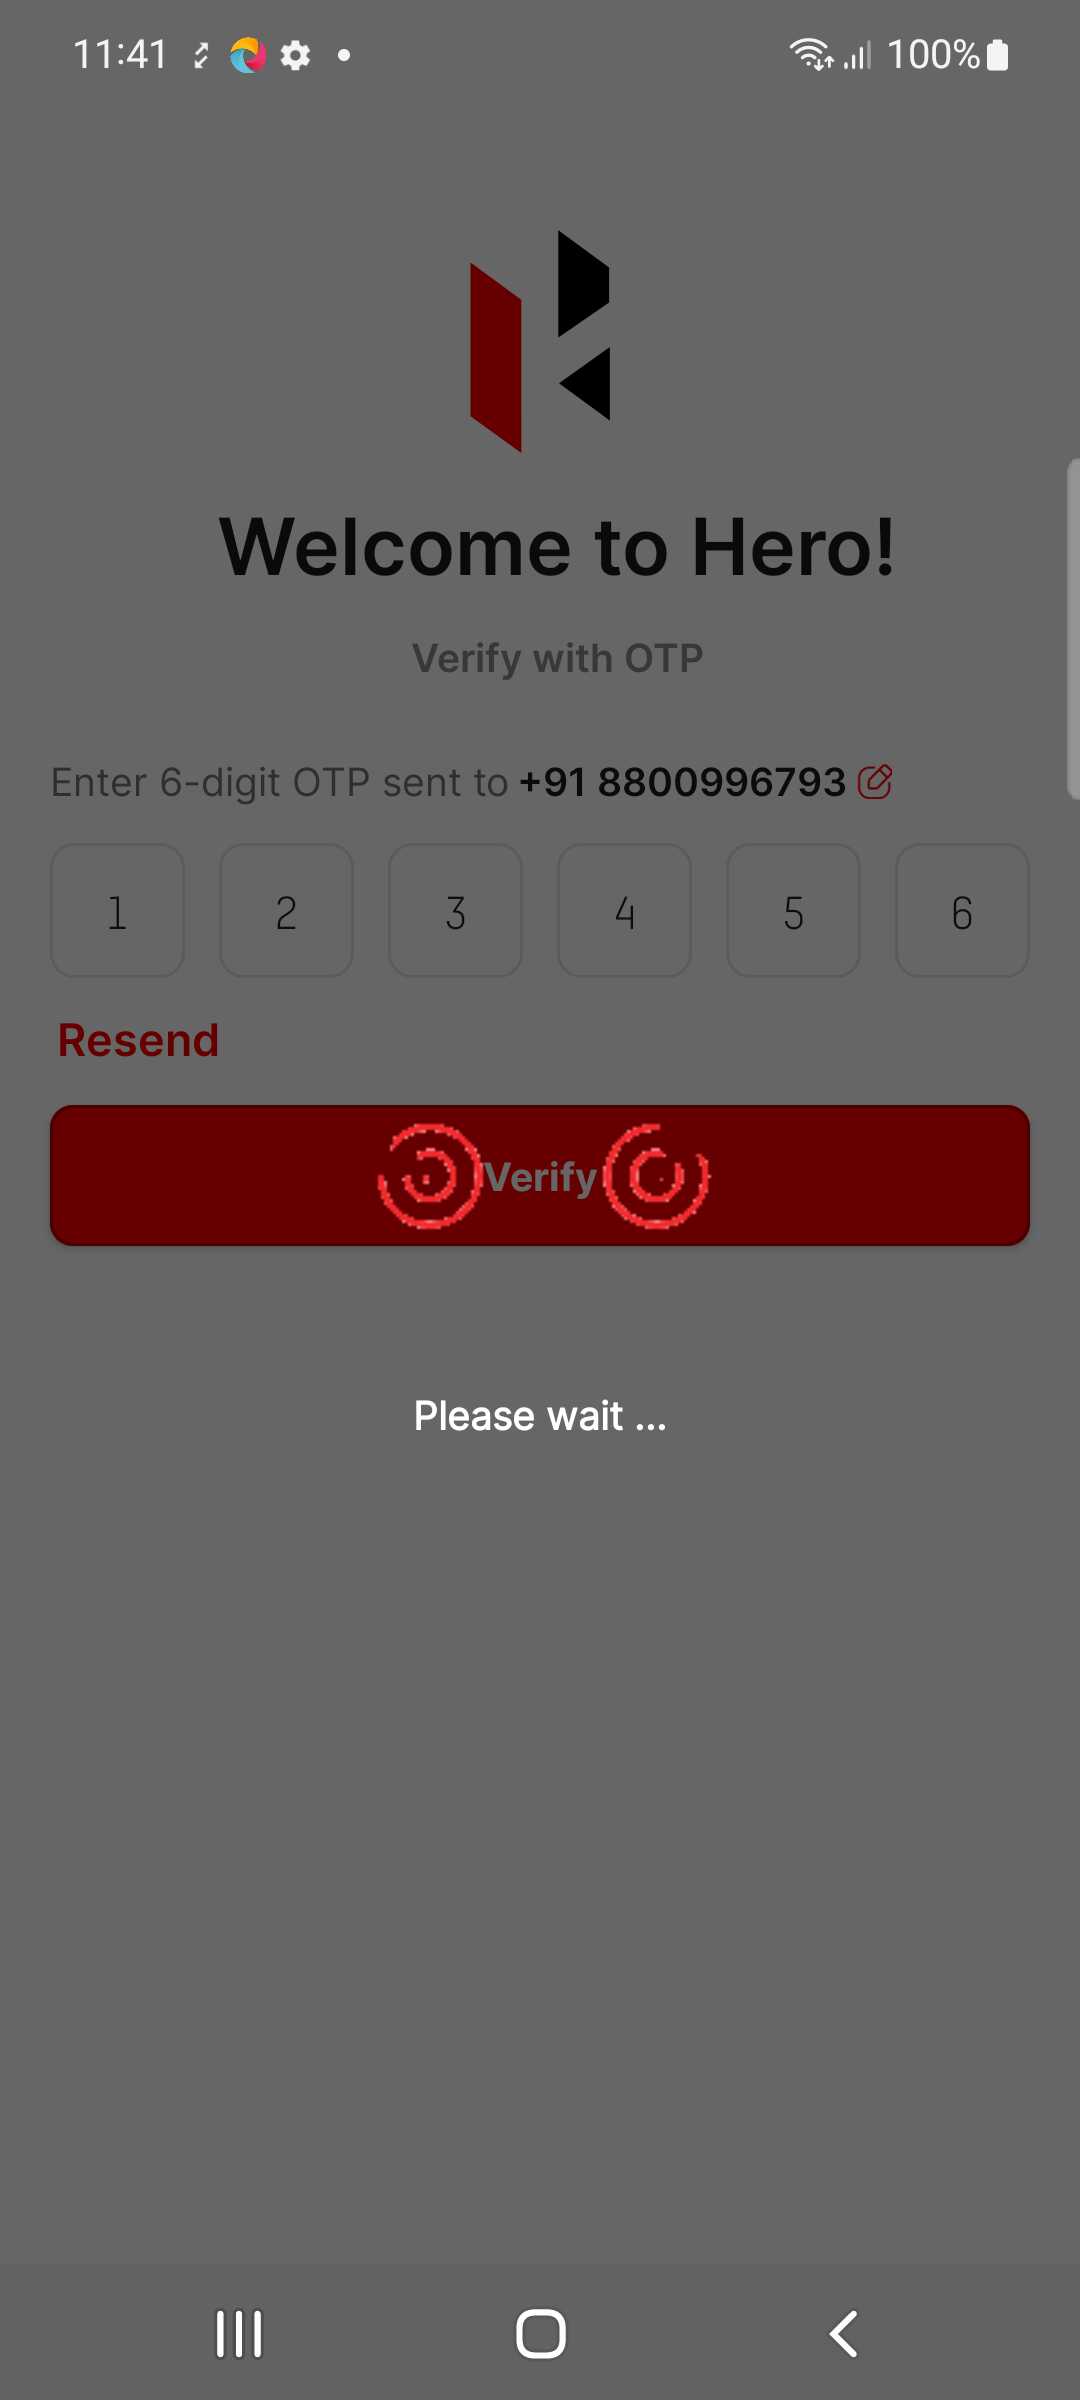 11:41
100%
Welcome to Hero!
Verify with OTP
Enter 6-digit OTP sent to +91 8800996793
1 2 3 4 5 6
Resend
Verify
Please wait ...